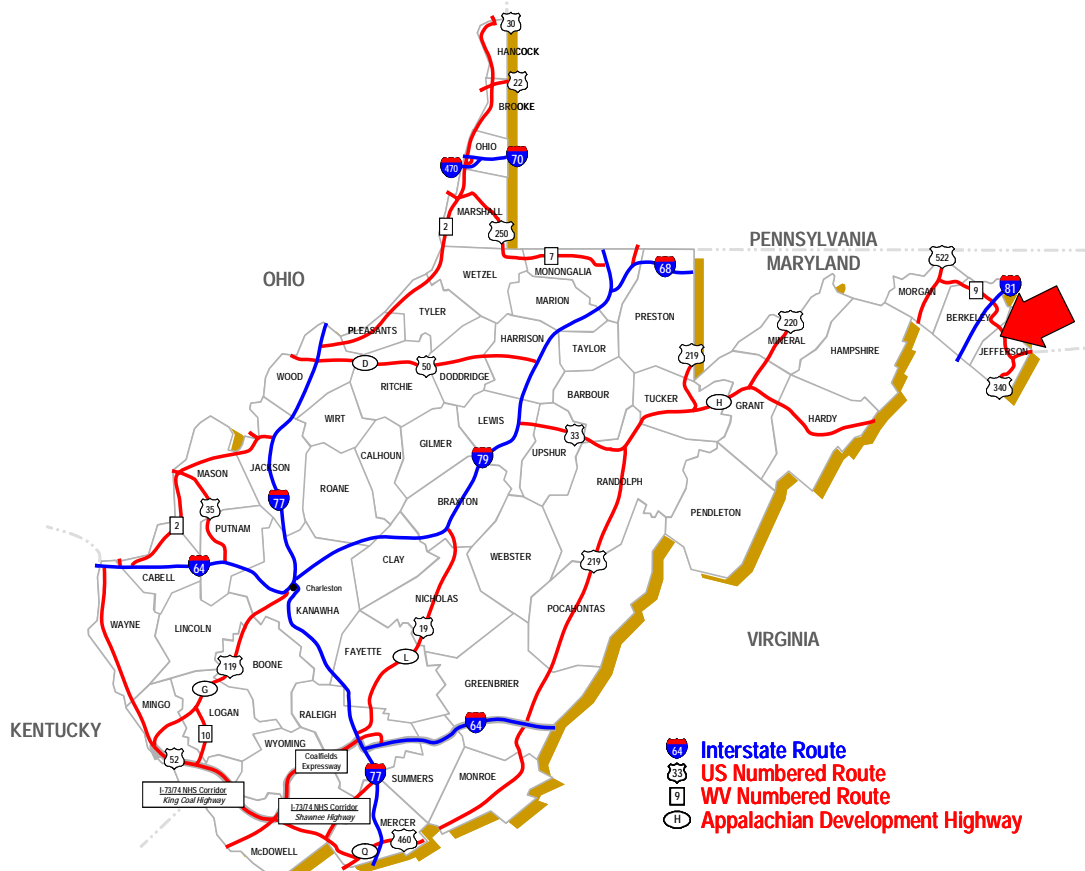 30
HANCOCK
22
BROOKE
OHIO
470
70
MARSHALL
2
250
PENNSYLVANIA
MARYLAND
OHIO
7
MONONGALIA
68
WETZEL
522
MORGAN
9
81
BERKELEY
JEFFERSON
340
TYLER
MARION
PRESTON
PLEASANTS
HARRISON
TAYLOR
220
MINERAL
HAMPSHIRE
219
WOOD
D
50
RITCHIE
DODDRIDGE
BARBOUR
TUCKER
H
GRANT
HARDY
WIRT
LEWIS
GILMER
CALHOUN
33
UPSHUR
79
JACKSON
MASON
ROANE
RANDOLPH
77
35
BRAXTON
PENDLETON
2
PUTNAM
CLAY
WEBSTER
219
64
CABELL
Charleston
KANAWHA
NICHOLAS
POCAHONTAS
WAYNE
LINCOLN
19
VIRGINIA
FAYETTE
L
119
BOONE
G
GREENBRIER
MINGO
LOGAN
RALEIGH
KENTUCKY
10
64
WYOMING
52
Coalfields
Expressway
77
SUMMERS
MONROE
I-73/74 NHS Corridor
King Coal Highway
I-73/74 NHS Corridor
Shawnee Highway
MERCER
460
McDOWELL
Q
64 Interstate Route
33 US Numbered Route
9 WV Numbered Route
H Appalachian Development Highway